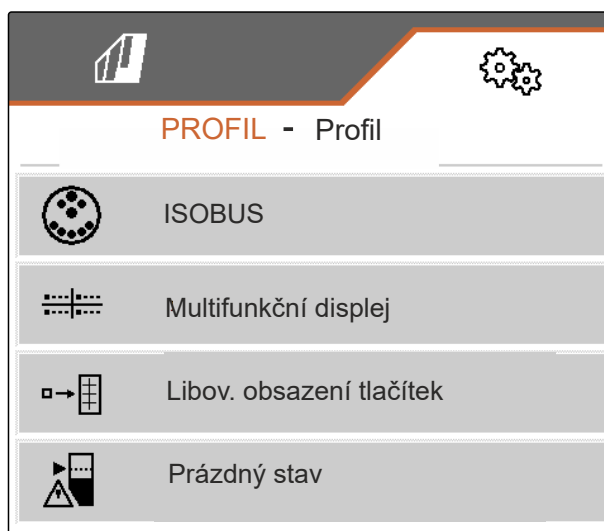 PROFIL - Profil
ISOBUS
Multifunkční displej
Libov. obsazení tlačítek
Prázdný stav